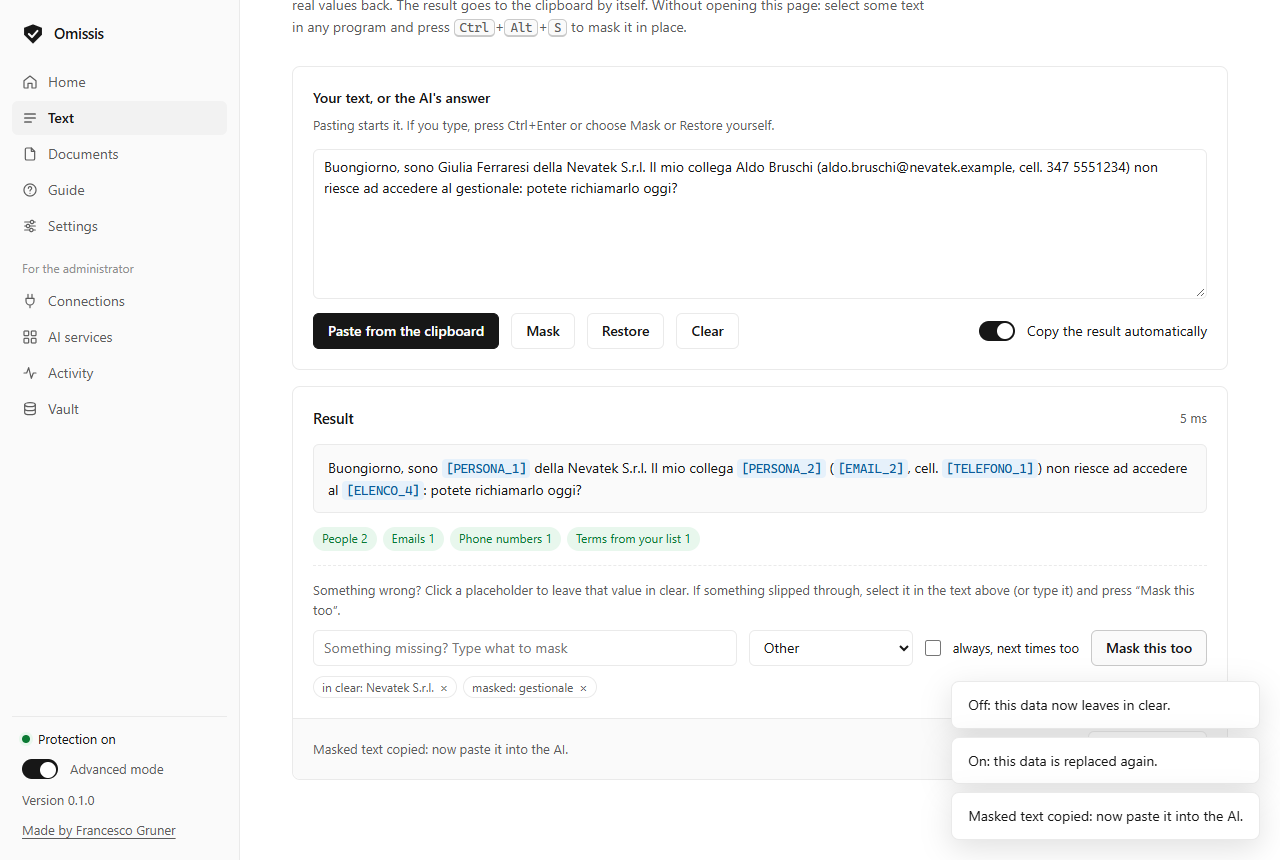 Omissis
Home
Text
Documents
Guide
Settings
For the administrator
Connections
AI services
Activity
Vault
Protection on
Advanced mode
Version 0.1.0
Made by Francesco Gruner
real values back. The result goes to the clipboard by itself. Without opening this page: select some text
in any program and press Ctrl + Alt + S to mask it in place.
Your text, or the AI's answer
Pasting starts it. If you type, press Ctrl+Enter or choose Mask or Restore yourself.
Buongiorno, sono Giulia Ferraresi della Nevatek S.r.l. Il mio collega Aldo Bruschi (aldo.bruschi@nevatek.example, cell. 347 5551234) non
riesce ad accedere al gestionale: potete richiamarlo oggi?
Paste from the clipboard Mask Restore Clear Copy the result automatically
Result 5 ms
Buongiorno, sono [PERSONA_1] della Nevatek S.r.l. Il mio collega [PERSONA_2] ( [EMAIL_2] , cell. [TELEFONO_1] ) non riesce ad accedere
al [ELENCO_4] : potete richiamarlo oggi?
People 2 Emails 1 Phone numbers 1 Terms from your list 1
Something wrong? Click a placeholder to leave that value in clear. If something slipped through, select it in the text above (or type it) and press “Mask this
too”.
Something missing? Type what to mask Other always, next times too Mask this too
in clear: Nevatek S.r.l. × masked: gestionale ×
Masked text copied: now paste it into the AI.
Off: this data now leaves in clear.
On: this data is replaced again.
Masked text copied: now paste it into the AI.